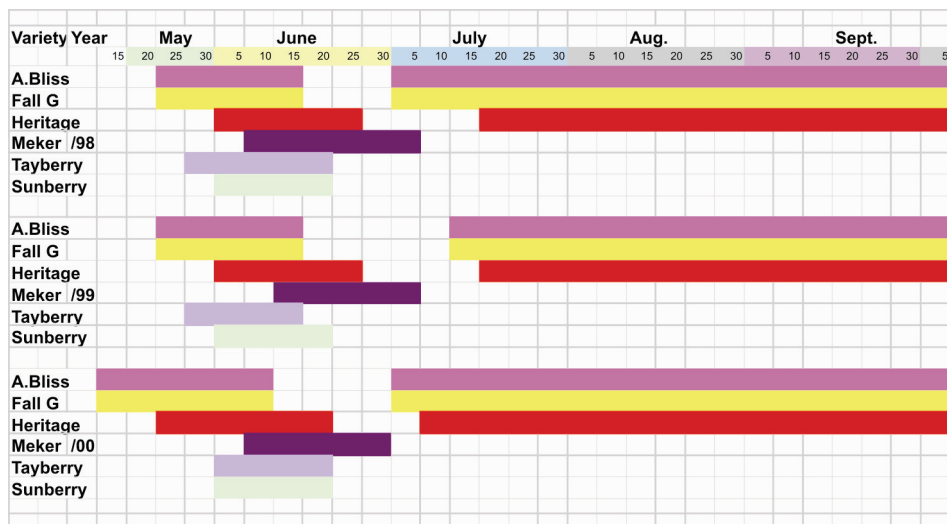 Variety Year May June July Aug. Sept.
15 20 25 30 5 10 15 20 25 30 5 10 15 20 25 30 5 10 15 20 25 30 5 10 15 20 25 30 5
A.Bliss
Fall G
Heritage
Meker /98
Tayberry
Sunberry
A.Bliss
Fall G
Heritage
Meker /99
Tayberry
Sunberry
A.Bliss
Fall G
Heritage
Meker /00
Tayberry
Sunberry